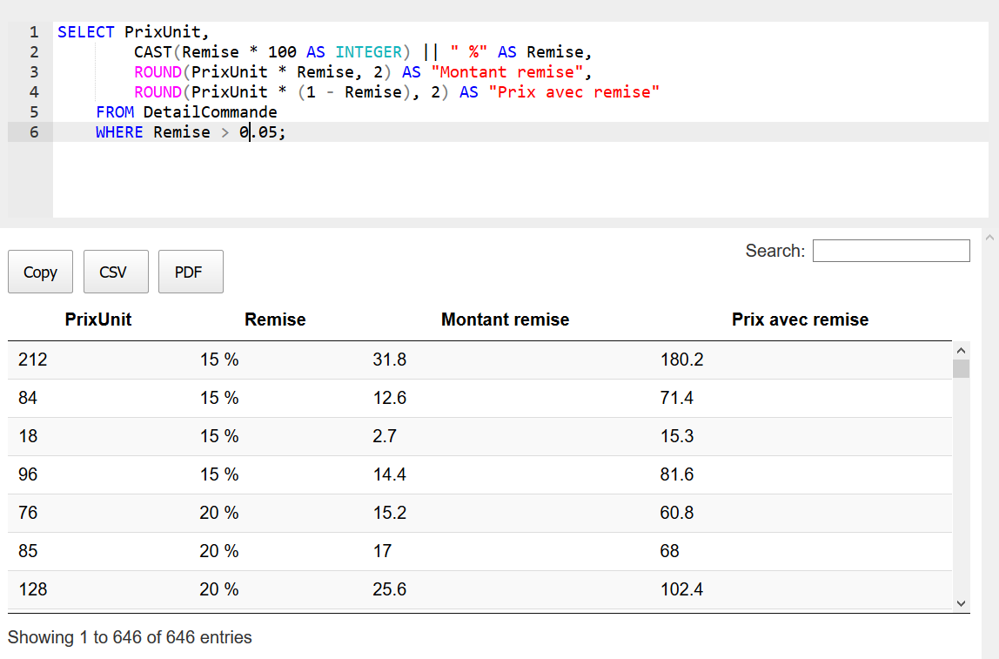 1 SELECT PrixUnit,
2 CAST(Remise * 100 AS INTEGER) || " %" AS Remise,
3 ROUND(PrixUnit * Remise, 2) AS "Montant remise",
4 ROUND(PrixUnit * (1 - Remise), 2) AS "Prix avec remise"
5 FROM DetailCommande
6 WHERE Remise > 0.05;
Search:
Copy CSV PDF
PrixUnit Remise Montant remise Prix avec remise
212 15 % 31.8 180.2
84 15 % 12.6 71.4
18 15 % 2.7 15.3
96 15 % 14.4 81.6
76 20 % 15.2 60.8
85 20 % 17 68
128 20 % 25.6 102.4
Showing 1 to 646 of 646 entries